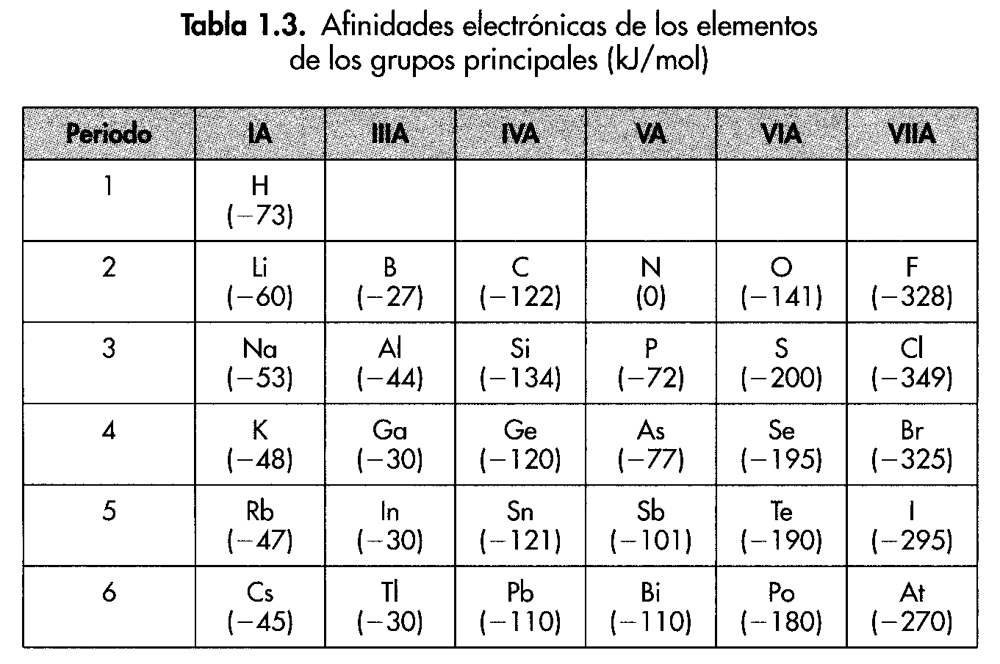 Tabla 1.3. Afinidades electrónicas de los elementos
de los grupos principales (kJ/mol)
Periodo IA IIIA IVA VA VIA VIIA
1 H
(−73)
2 Li B C N O F
(−60) (−27) (−122) (0) (−141) (−328)
3 Na Al Si P S Cl
(−53) (−44) (−134) (−72) (−200) (−349)
4 K Ga Ge As Se Br
(−48) (−30) (−120) (−77) (−195) (−325)
5 Rb In Sn Sb Te I
(−47) (−30) (−121) (−101) (−190) (−295)
6 Cs Tl Pb Bi Po At
(−45) (−30) (−110) (−110) (−180) (−270)